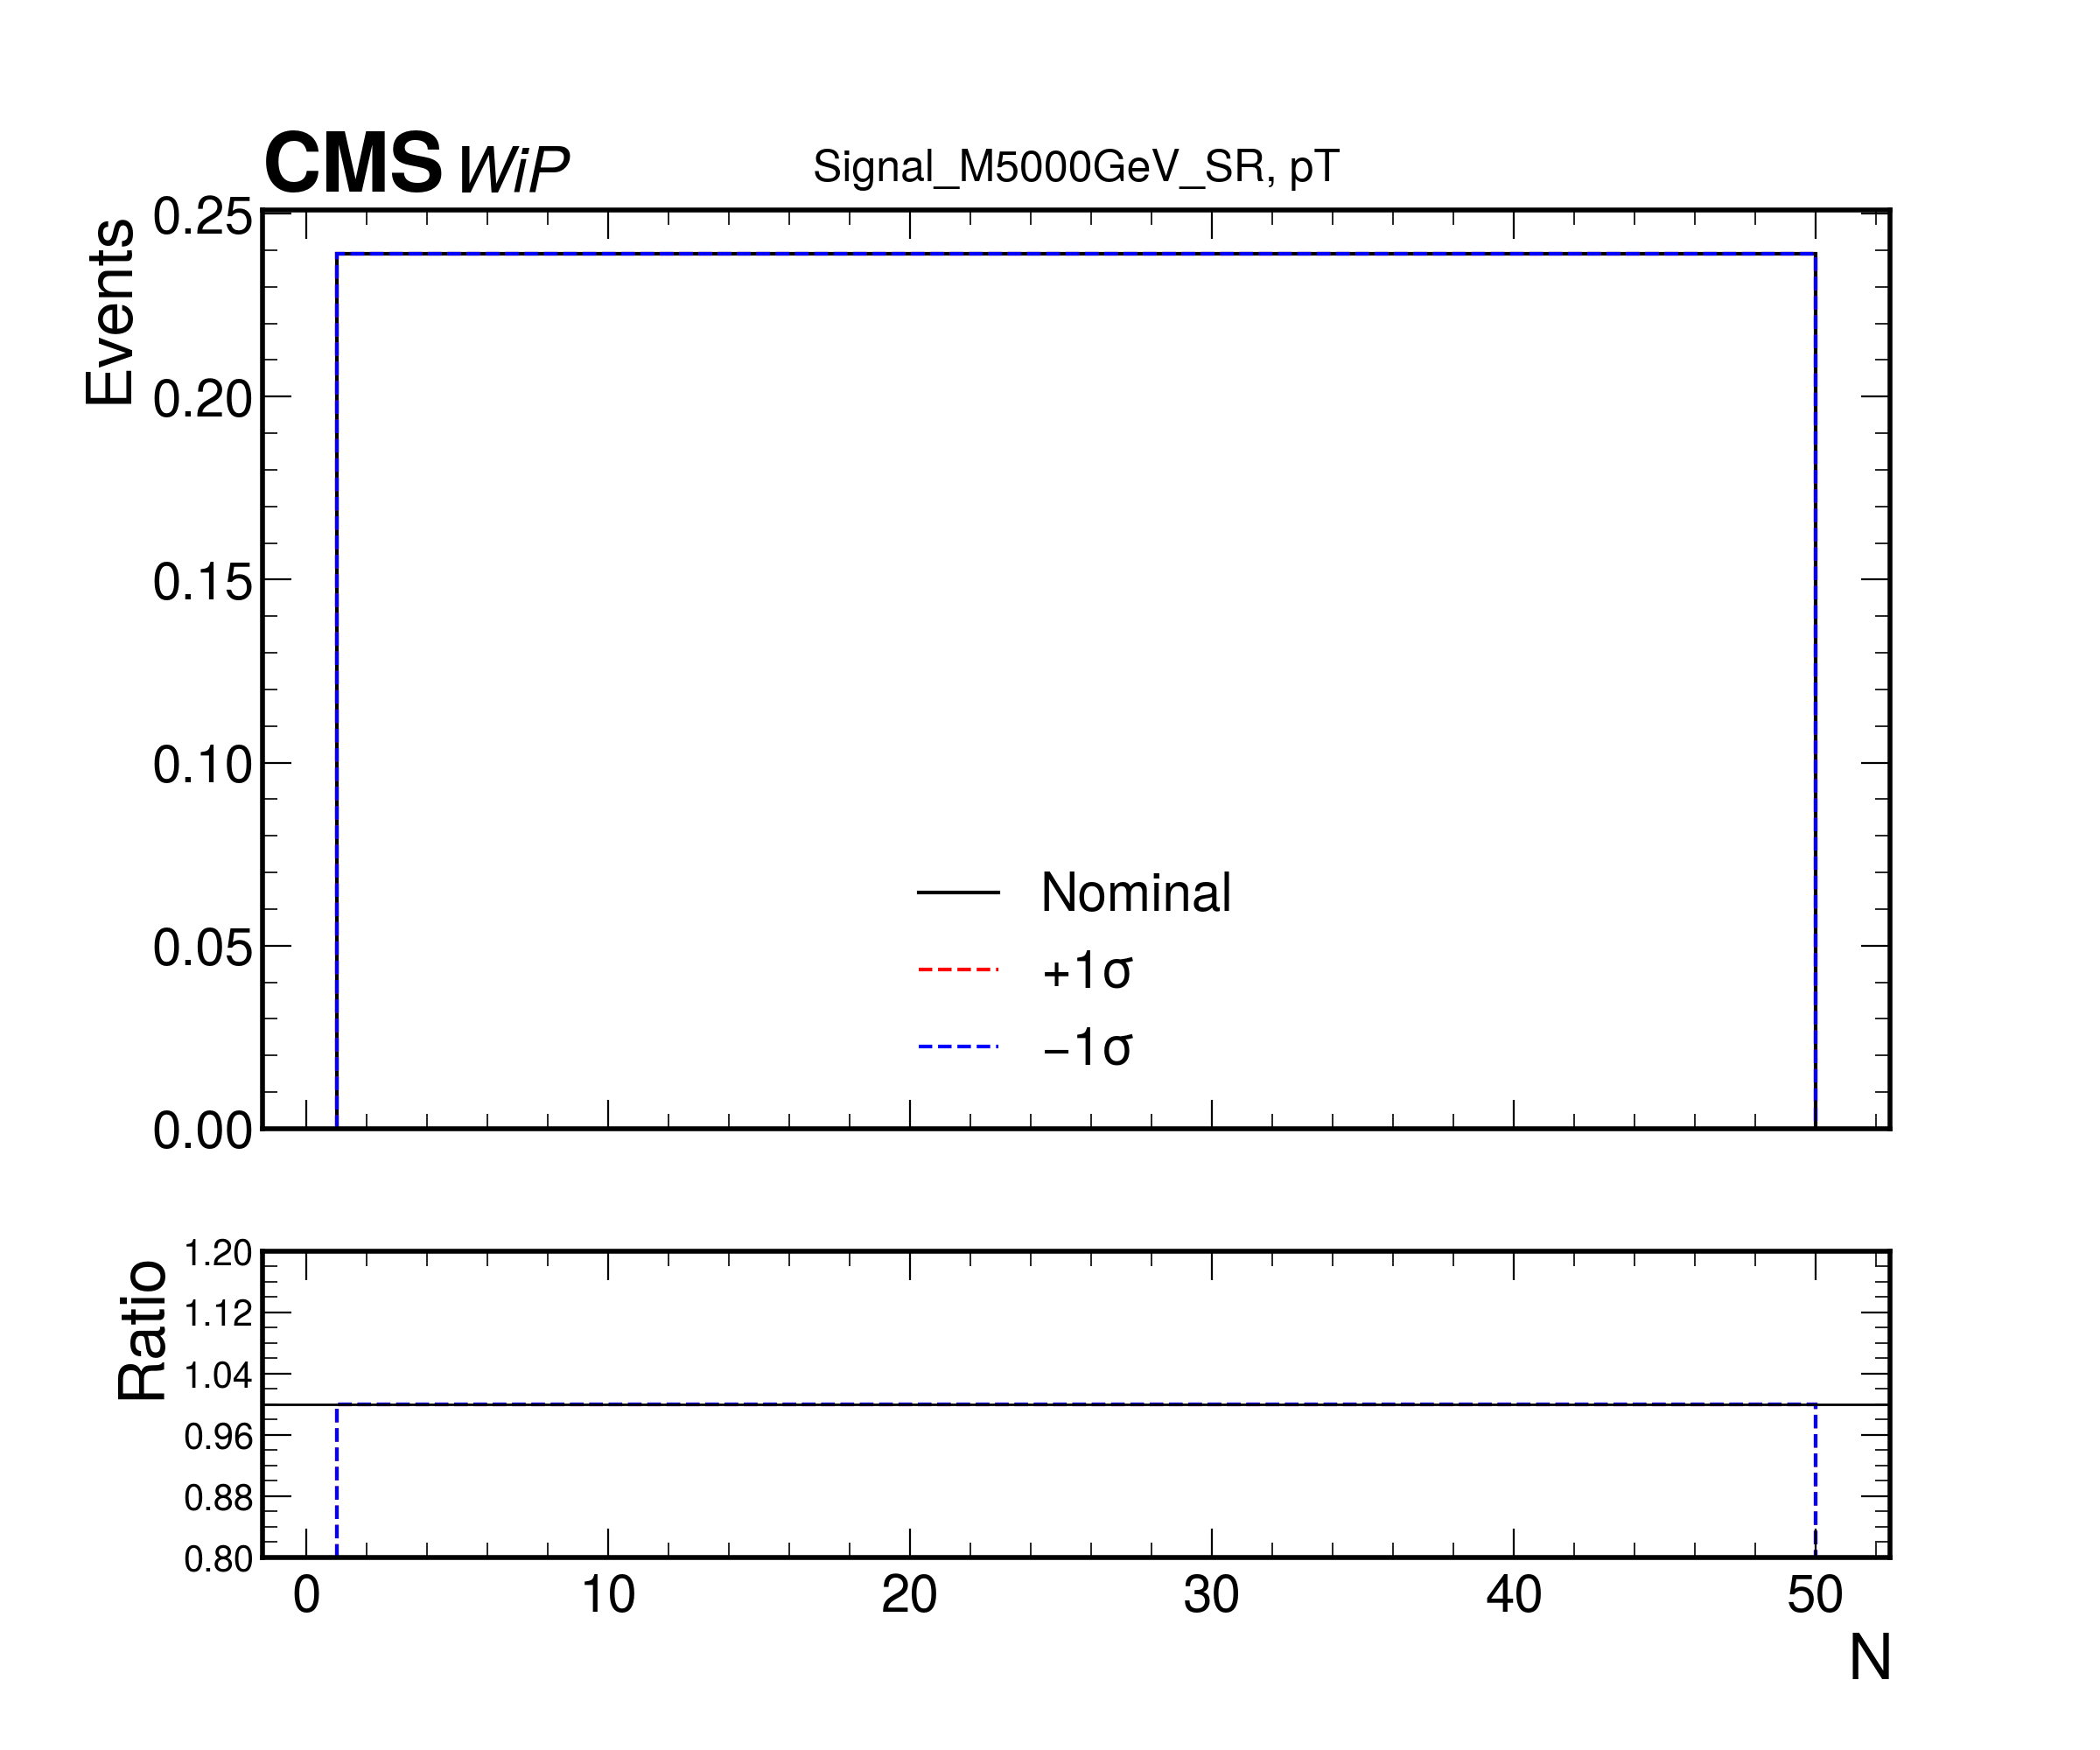 CMS WiP
Signal_M5000GeV_SR, pT
Events
0.25
0.20
0.15
0.10
0.05
0.00
Nominal
+1σ
−1σ
Ratio
1.20
1.12
1.04
0.96
0.88
0.80
0 10 20 30 40 50
N